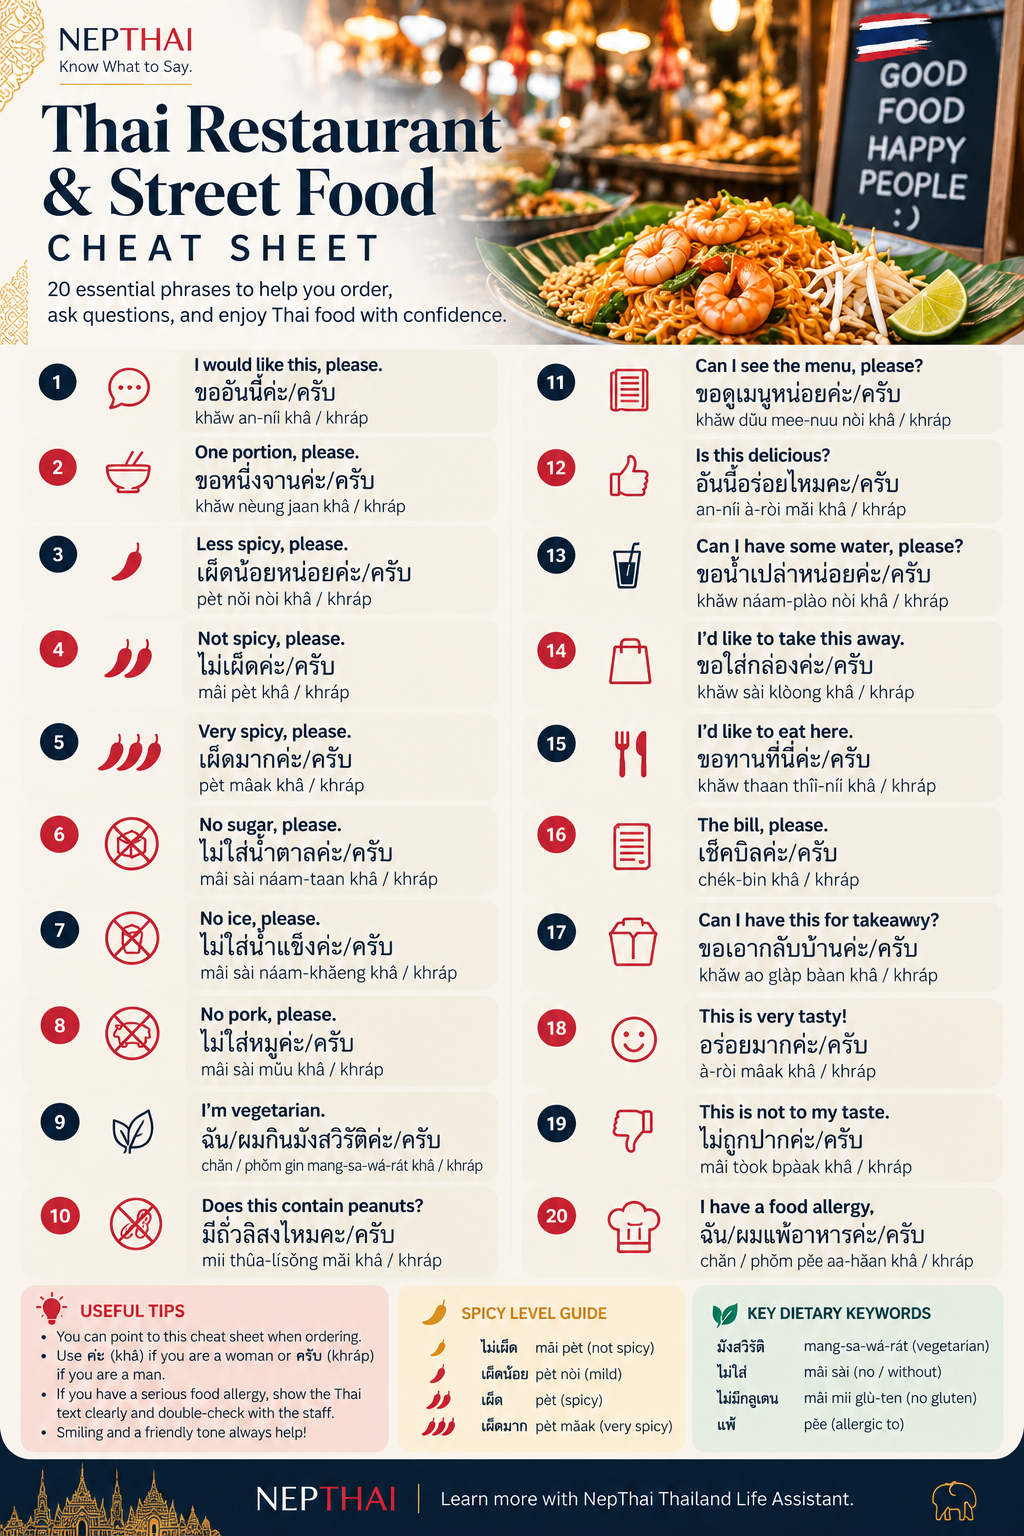 NEPTHAI
Know What to Say.
GOOD
FOOD
HAPPY
PEOPLE
:)
Thai Restaurant
& Street Food
CHEAT SHEET
20 essential phrases to help you order,
ask questions, and enjoy Thai food with confidence.
1
I would like this, please.
ขออันนี้ค่ะ/ครับ
khăw an-níi khâ / khráp
2
One portion, please.
ขอหนึ่งจานค่ะ/ครับ
khăw nèung jaan khâ / khráp
3
Less spicy, please.
เผ็ดน้อยหน่อยค่ะ/ครับ
pèt nŏi nòi khâ / khráp
4
Not spicy, please.
ไม่เผ็ดค่ะ/ครับ
mâi pèt khâ / khráp
5
Very spicy, please.
เผ็ดมากค่ะ/ครับ
pèt mâak khâ / khráp
6
No sugar, please.
ไม่ใส่น้ำตาลค่ะ/ครับ
mâi sài náam-taan khâ / khráp
7
No ice, please.
ไม่ใส่น้ำแข็งค่ะ/ครับ
mâi sài náam-khăeng khâ / khráp
8
No pork, please.
ไม่ใส่หมูค่ะ/ครับ
mâi sài mŭu khâ / khráp
9
I'm vegetarian.
ฉัน/ผมกินมังสวิรัติค่ะ/ครับ
chăn / phŏm gin mang-sa-wá-rát khâ / khráp
10
Does this contain peanuts?
มีถั่วลิสงไหมคะ/ครับ
mii thûa-lísŏng măi khâ / khráp
11
Can I see the menu, please?
ขอดูเมนูหน่อยค่ะ/ครับ
khăw dŭu mee-nuu nòi khâ / khráp
12
Is this delicious?
อันนี้อร่อยไหมคะ/ครับ
an-níi à-ròi măi khâ / khráp
13
Can I have some water, please?
ขอน้ำเปล่าหน่อยค่ะ/ครับ
khăw náam-plào nòi khâ / khráp
14
I'd like to take this away.
ขอใส่กล่องค่ะ/ครับ
khăw sài klòong khâ / khráp
15
I'd like to eat here.
ขอทานที่นี่ค่ะ/ครับ
khăw thaan thîi-níi khâ / khráp
16
The bill, please.
เช็คบิลค่ะ/ครับ
chék-bin khâ / khráp
17
Can I have this for takeawy?
ขอเอากลับบ้านค่ะ/ครับ
khăw ao glàp bàan khâ / khráp
18
This is very tasty!
อร่อยมากค่ะ/ครับ
à-ròi mâak khâ / khráp
19
This is not to my taste.
ไม่ถูกปากค่ะ/ครับ
mâi tòok bpàak khâ / khráp
20
I have a food allergy,
ฉัน/ผมแพ้อาหารค่ะ/ครับ
chăn / phŏm pĕe aa-hăan khâ / khráp
USEFUL TIPS
• You can point to this cheat sheet when ordering.
• Use ค่ะ (khâ) if you are a woman or ครับ (khráp)
if you are a man.
• If you have a serious food allergy, show the Thai
text clearly and double-check with the staff.
• Smiling and a friendly tone always help!
SPICY LEVEL GUIDE
ไม่เผ็ด măi pèt (not spicy)
เผ็ดน้อย pèt nòi (mild)
เผ็ด pèt (spicy)
เผ็ดมาก pèt măak (very spicy)
KEY DIETARY KEYWORDS
มังสวิรัติ mang-sa-wá-rát (vegetarian)
ไม่ใส่ mâi sài (no / without)
ไม่มีกลูเตน mâi mii glù-ten (no gluten)
แพ้ pĕe (allergic to)
NEPTHAI
Learn more with NepThai Thailand Life Assistant.